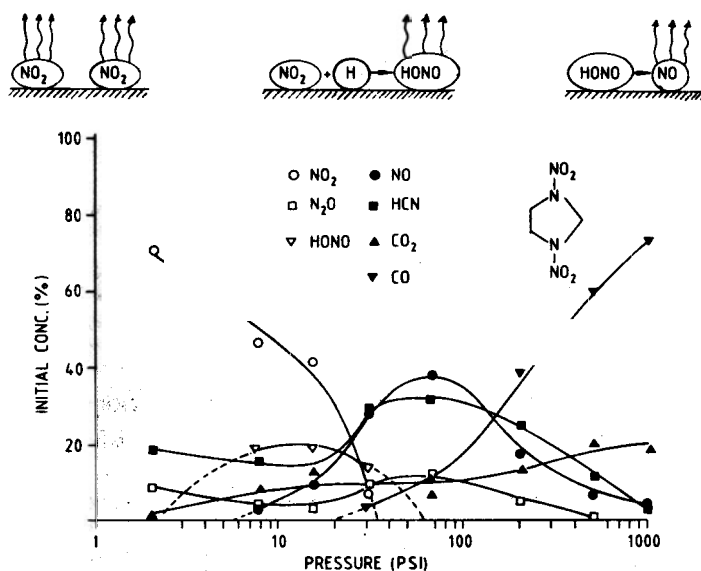 NO2 NO2 NO2 + H HONO HONO NO
100
80
60
40
20
INITIAL CONC. (%)
NO2 NO
N2O HCN
HONO CO2
CO
NO2
N
N
NO2
1 10 100 1000
PRESSURE (PSI)